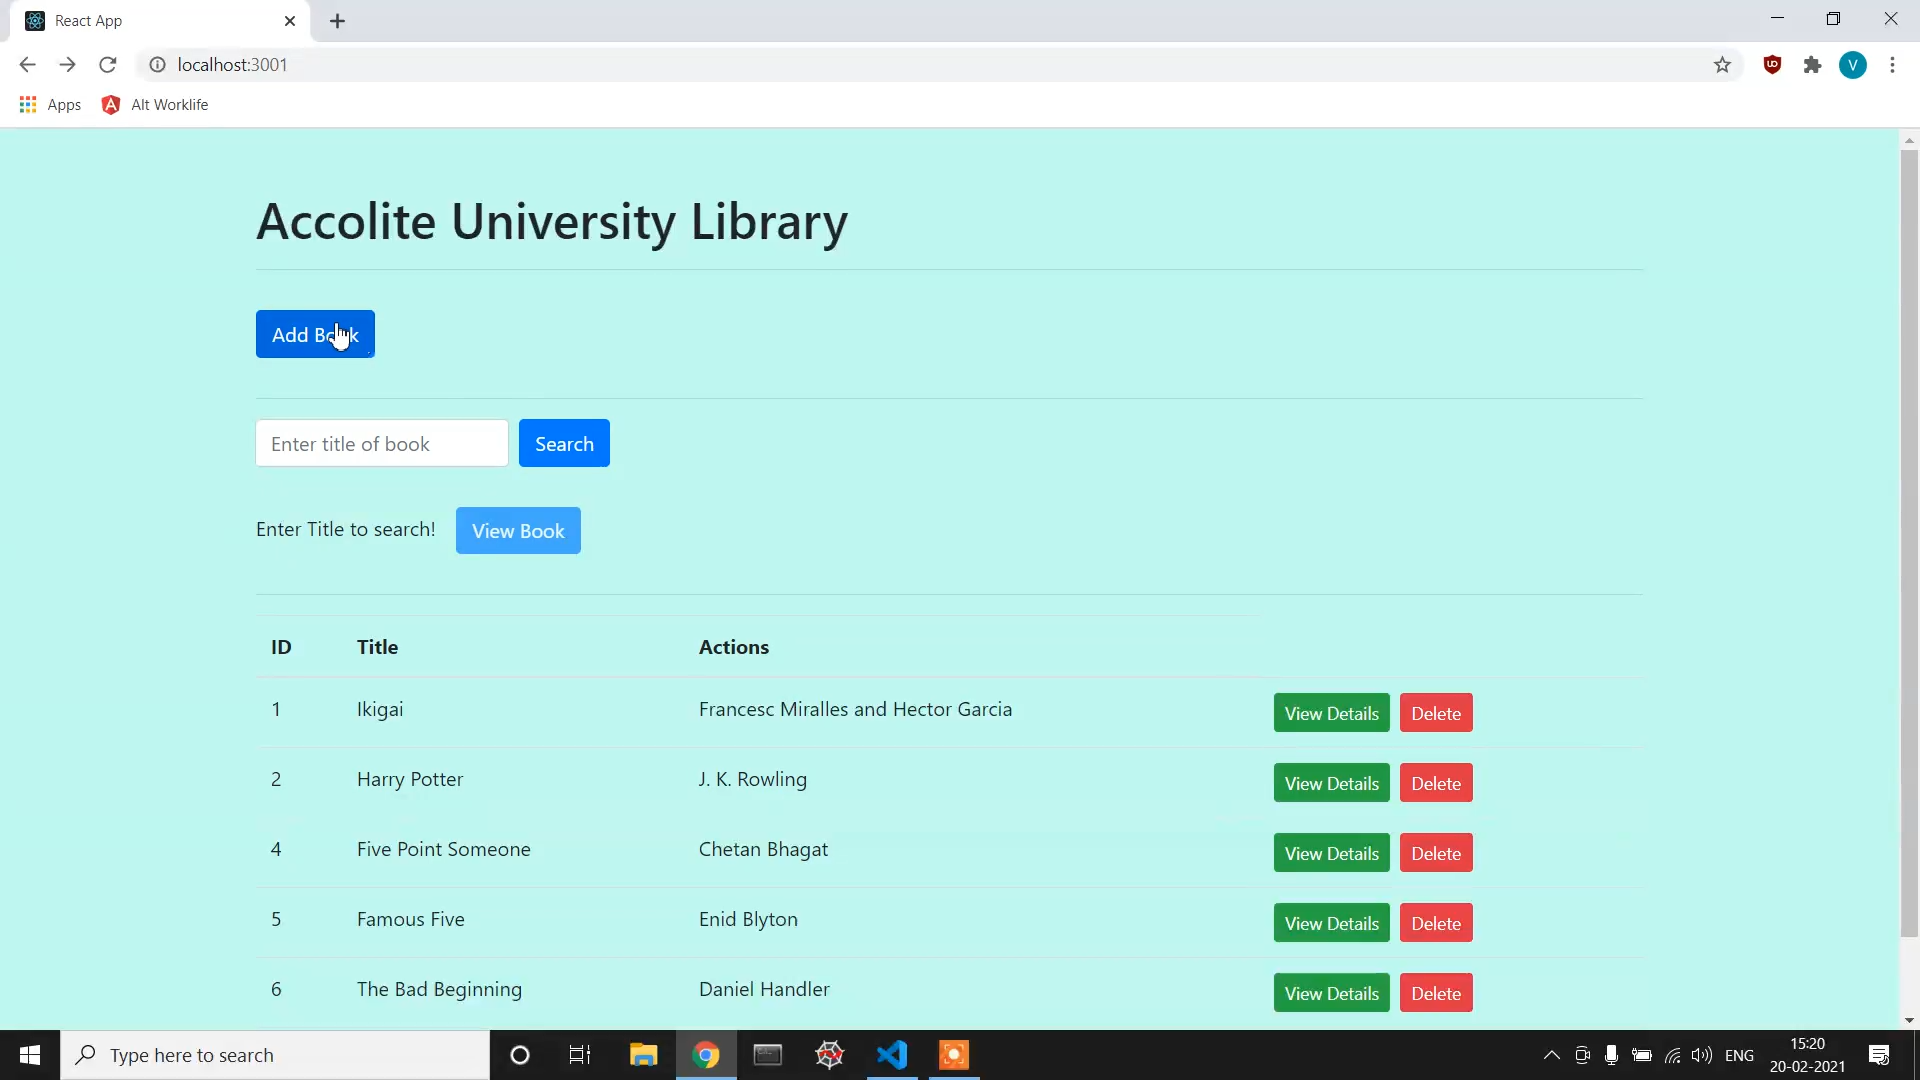 React App
localhost:3001
V
Apps
Alt Worklife
Accolite University Library
Add Book
Enter title of book
Search
Enter Title to search!
View Book
ID Title Actions
1 Ikigai Francesc Miralles and Hector Garcia View Details Delete
2 Harry Potter J. K. Rowling View Details Delete
4 Five Point Someone Chetan Bhagat View Details Delete
5 Famous Five Enid Blyton View Details Delete
6 The Bad Beginning Daniel Handler View Details Delete
Type here to search
ENG
15:20
20-02-2021